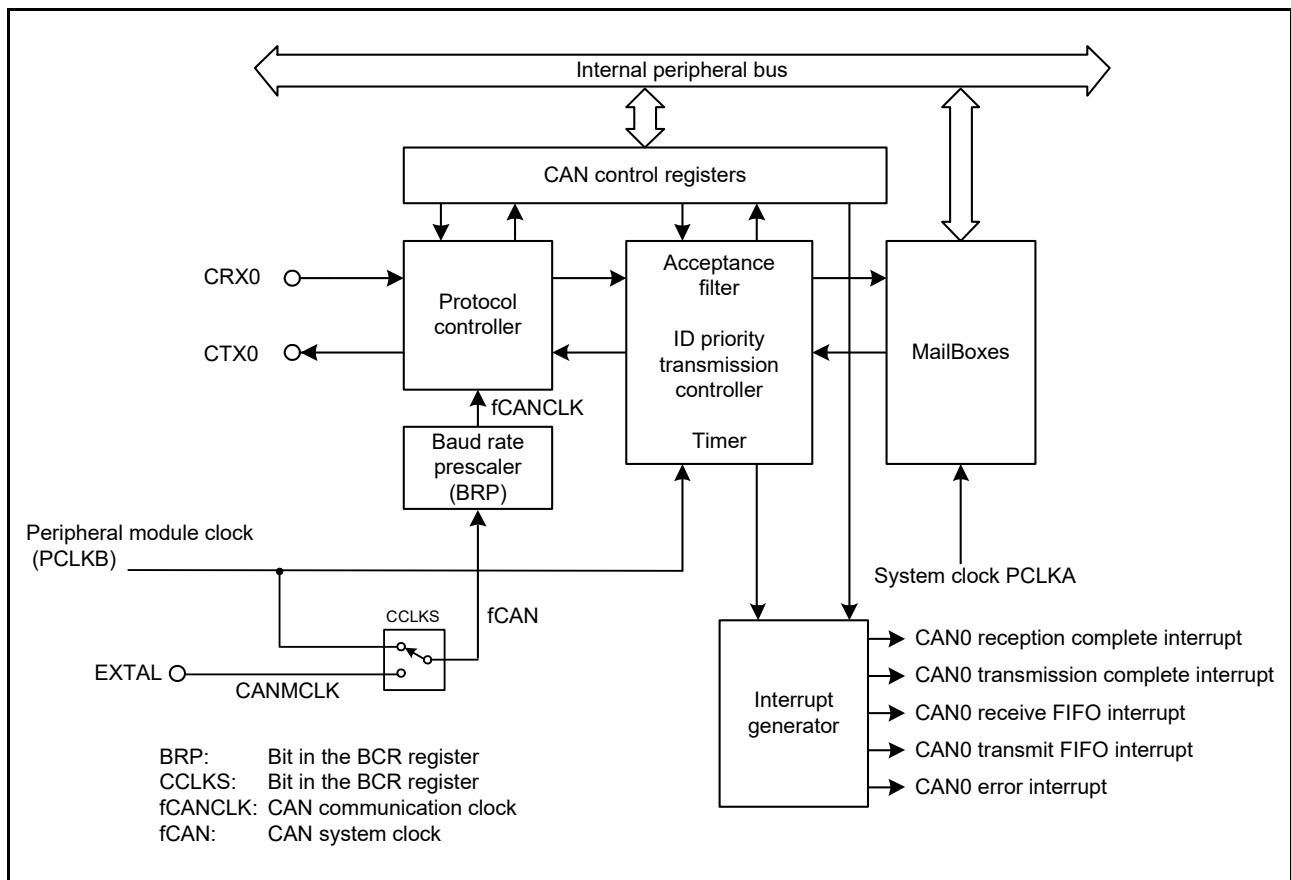 Internal peripheral bus
CAN control registers
CRX0
CTX0
Protocol
controller
Acceptance
filter
ID priority
transmission
controller
Timer
MailBoxes
fCANCLK
Baud rate
prescaler
(BRP)
Peripheral module clock
(PCLKB)
System clock PCLKA
CCLKS
fCAN
EXTAL
CANMCLK
Interrupt
generator
CAN0 reception complete interrupt
CAN0 transmission complete interrupt
CAN0 receive FIFO interrupt
CAN0 transmit FIFO interrupt
CAN0 error interrupt
BRP: Bit in the BCR register
CCLKS: Bit in the BCR register
fCANCLK: CAN communication clock
fCAN: CAN system clock